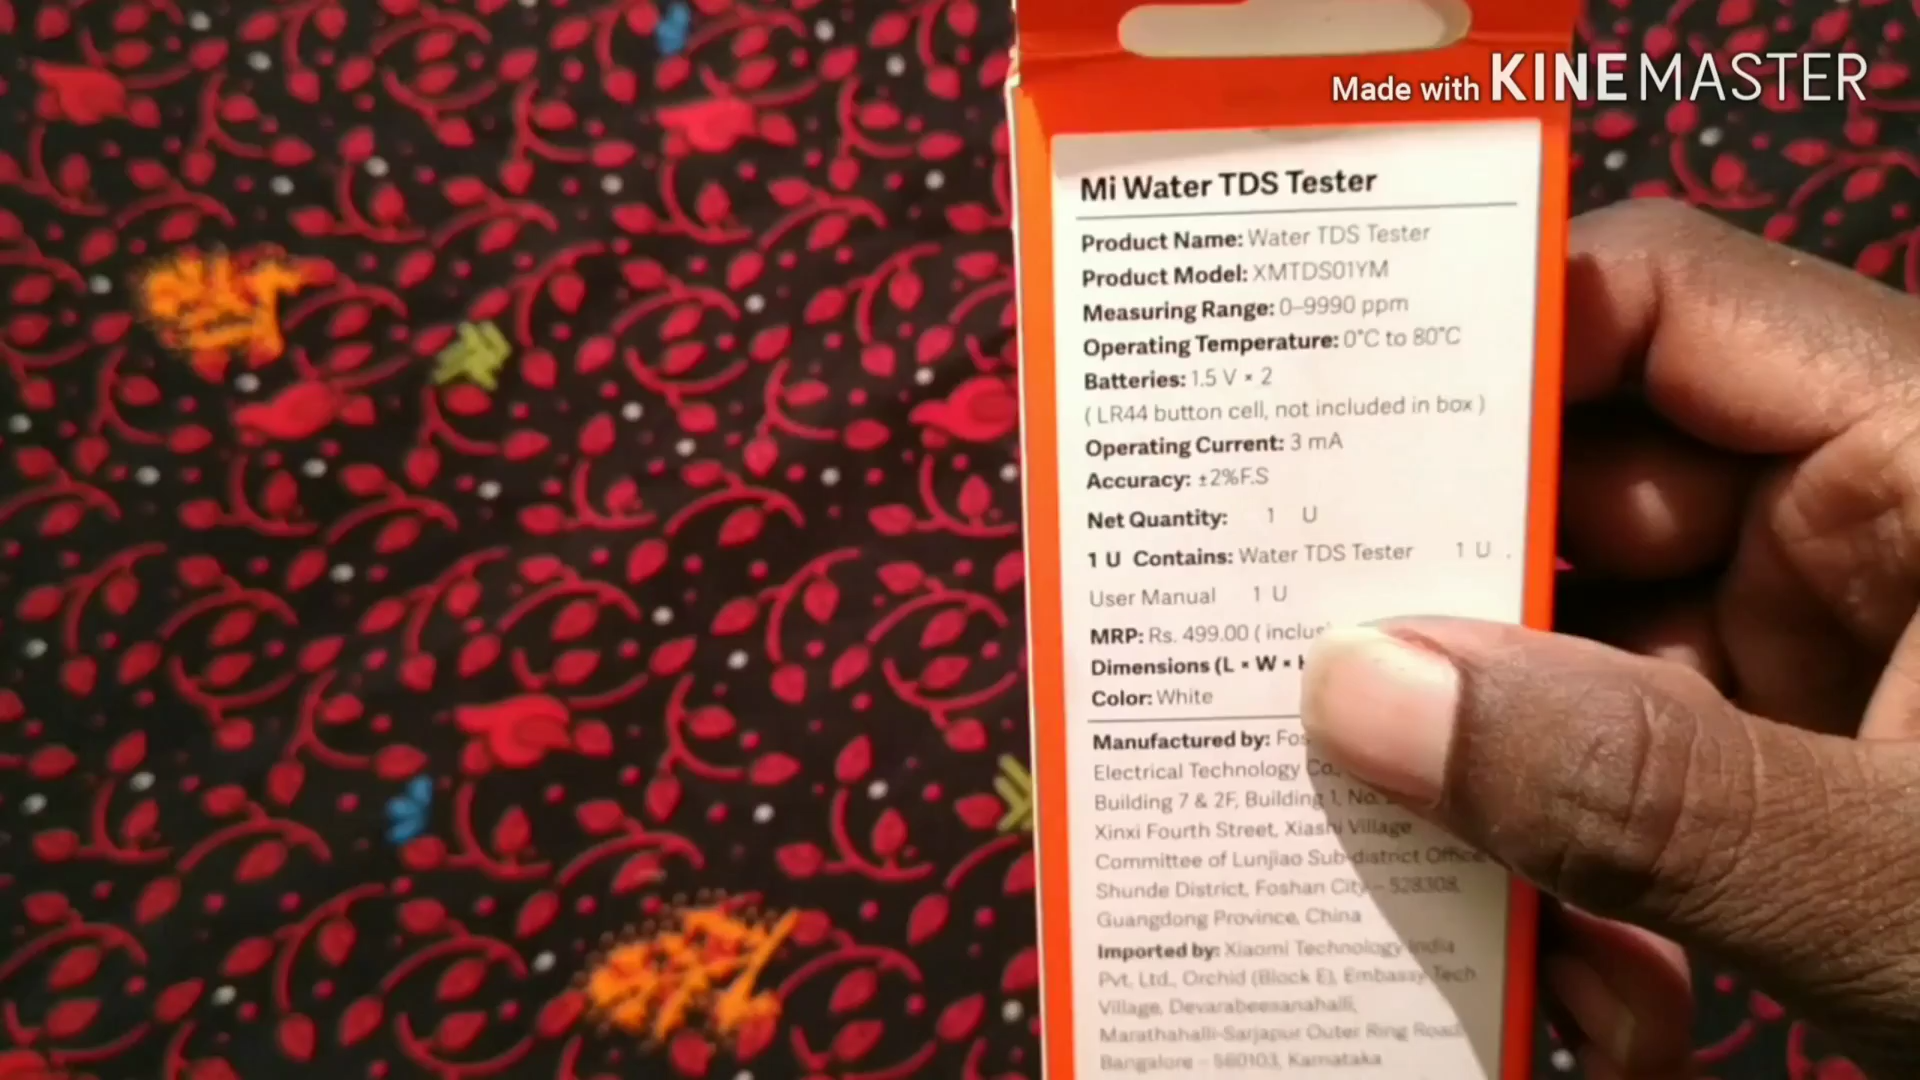 Made with KINEMASTER
Mi Water TDS Tester
Product Name: Water TDS Tester
Product Model: XMTDS01YM
Measuring Range: 0–9990 ppm
Operating Temperature: 0°C to 80°C
Batteries: 1.5 V × 2
( LR44 button cell, not included in box )
Operating Current: 3 mA
Accuracy: ±2%F.S
Net Quantity: 1 U
1 U Contains: Water TDS Tester 1 U .
User Manual 1 U
MRP: Rs. 499.00 (
Dimensions (L × W ×
Color: White
Manufactured by:
Electrical Technology Co.,
Building 7 & 2F, Building 1, No.
Xinxi Fourth Street, Xiashi Village
Committee of Lunjiao Sub-district Office
Shunde District, Foshan City – 528308,
Guangdong Province, China
Imported by: Xiaomi Technology India
Pvt. Ltd., Orchid (Block E), Embassy Tech
Village, Devarabeesanahalli,
Marathahalli-Sarjapur Outer Ring Road
Bangalore – 560103, Karnataka